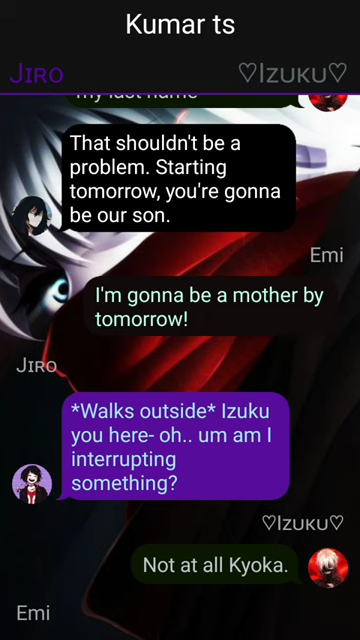 Kumar ts
JIRO
♡IZUKU♡
my last name
That shouldn't be a
problem. Starting
tomorrow, you're gonna
be our son.
Emi
I'm gonna be a mother by
tomorrow!
JIRO
*Walks outside* Izuku
you here- oh.. um am I
interrupting
something?
♡IZUKU♡
Not at all Kyoka.
Emi